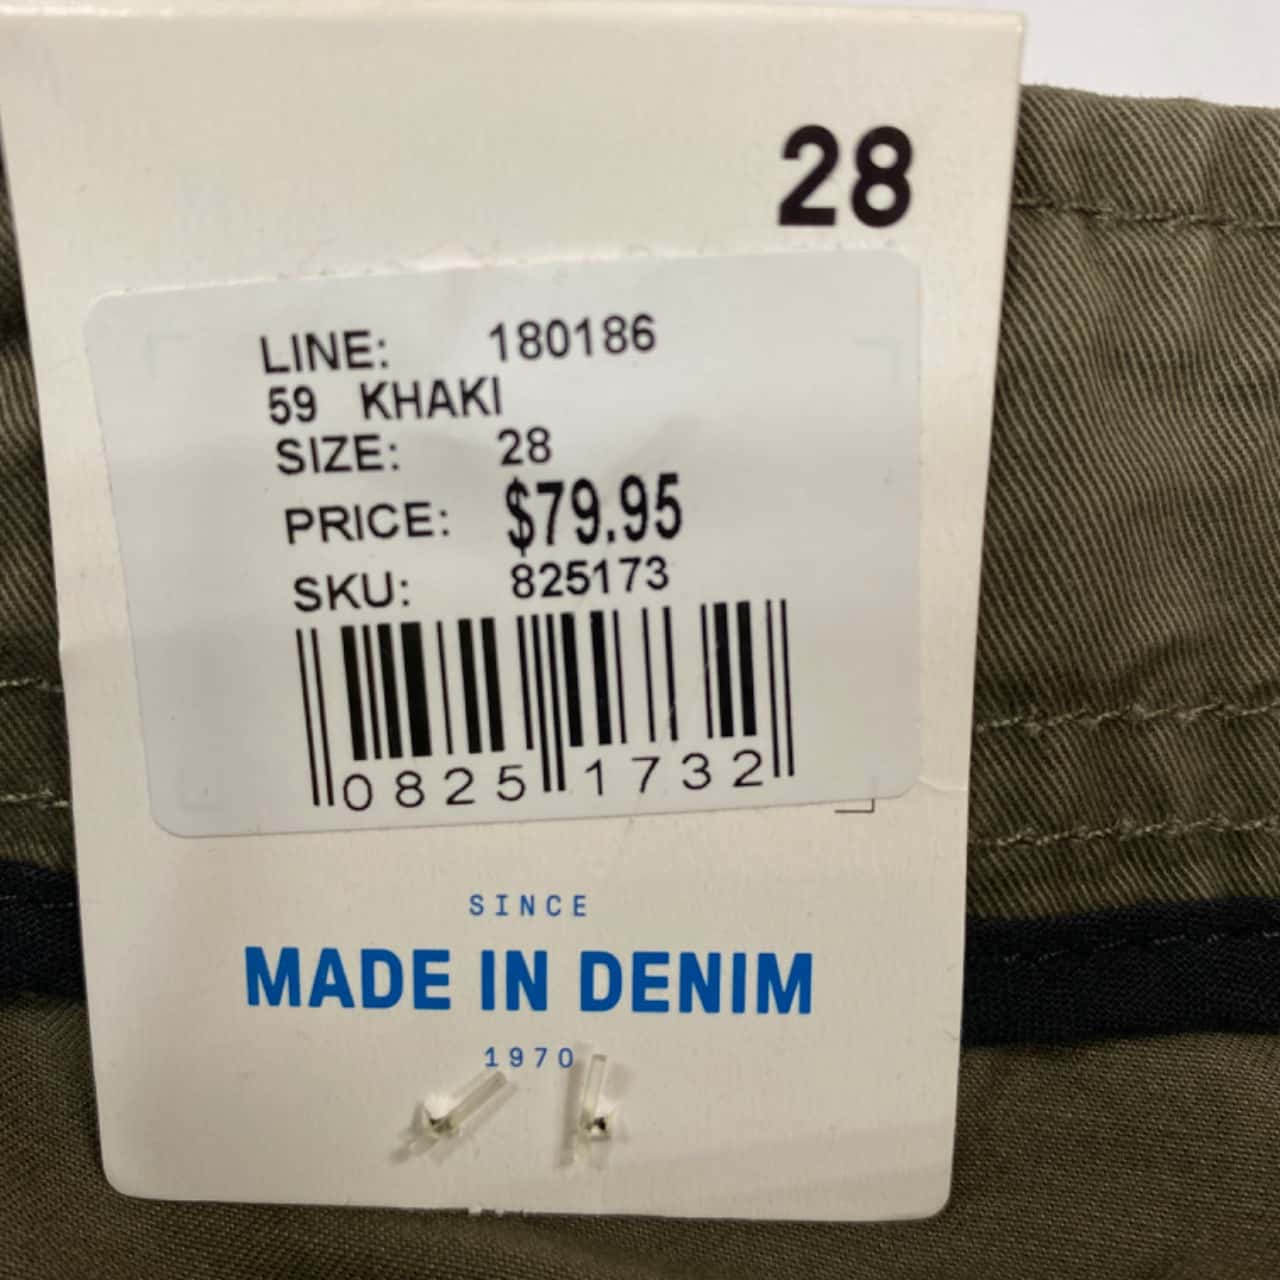 28
LINE: 180186
59 KHAKI
SIZE: 28
PRICE: $79.95
SKU: 825173
0825 1732
SINCE
MADE IN DENIM
1970